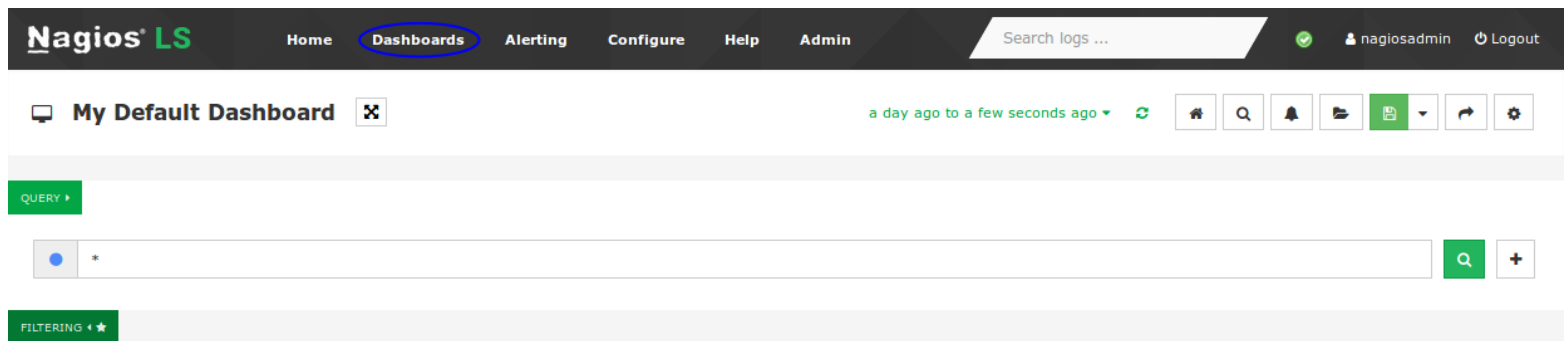 Nagios® LS Home Dashboards Alerting Configure Help Admin Search logs ... nagiosadmin Logout
My Default Dashboard a day ago to a few seconds ago
QUERY
*
FILTERING